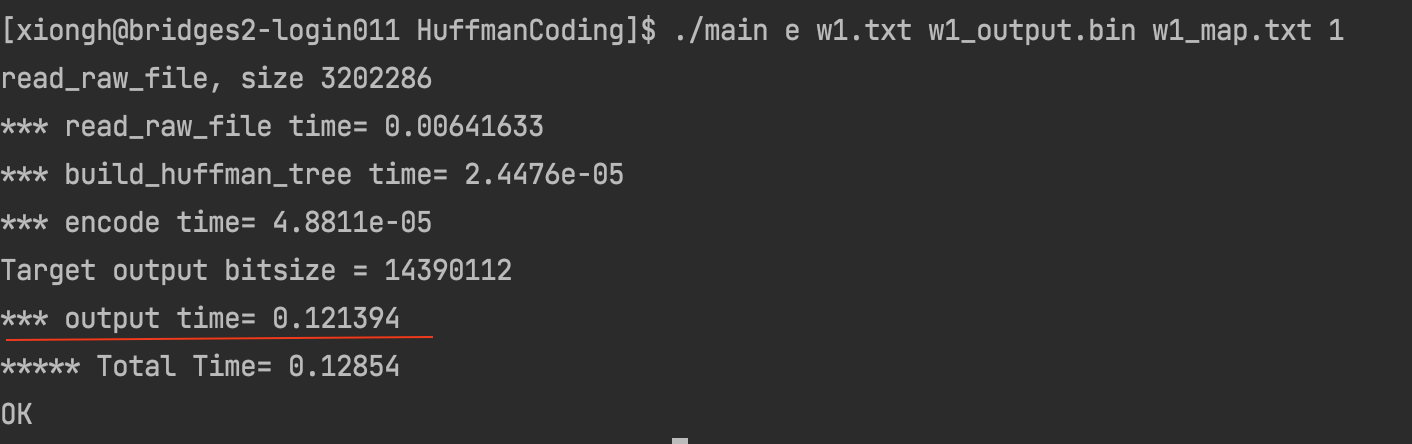 [xiongh@bridges2-login011 HuffmanCoding]$ ./main e w1.txt w1_output.bin w1_map.txt 1
read_raw_file, size 3202286
*** read_raw_file time= 0.00641633
*** build_huffman_tree time= 2.4476e-05
*** encode time= 4.8811e-05
Target output bitsize = 14390112
*** output time= 0.121394
***** Total Time= 0.12854
OK